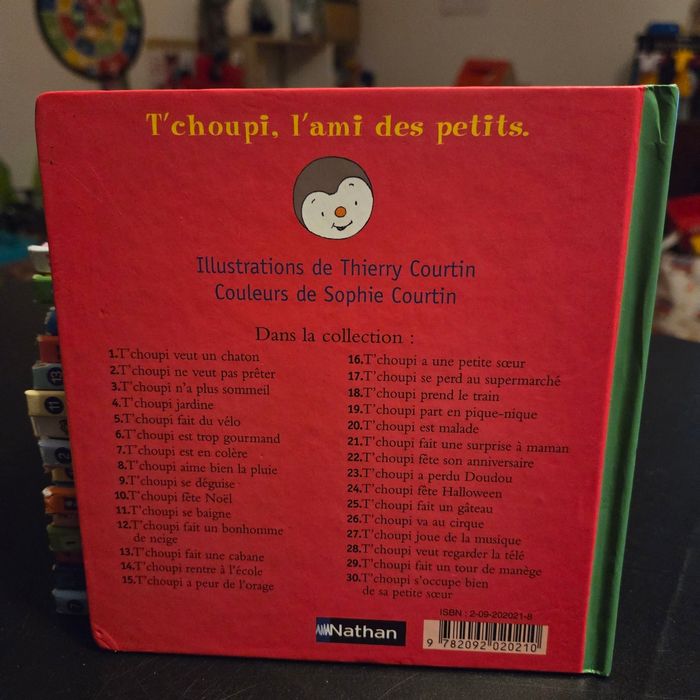 T'choupi, l'ami des petits.
Illustrations de Thierry Courtin
Couleurs de Sophie Courtin
Dans la collection :
1.T'choupi veut un chaton
2.T'choupi ne veut pas prêter
3.T'choupi n'a plus sommeil
4.T'choupi jardine
5.T'choupi fait du vélo
6.T'choupi est trop gourmand
7.T'choupi est en colère
8.T'choupi aime bien la pluie
9.T'choupi se déguise
10.T'choupi fête Noël
11.T'choupi se baigne
12.T'choupi fait un bonhomme
de neige
13.T'choupi fait une cabane
14.T'choupi rentre à l'école
15.T'choupi a peur de l'orage
16.T'choupi a une petite sœur
17.T'choupi se perd au supermarché
18.T'choupi prend le train
19.T'choupi part en pique-nique
20.T'choupi est malade
21.T'choupi fait une surprise à maman
22.T'choupi fête son anniversaire
23.T'choupi a perdu Doudou
24.T'choupi fête Halloween
25.T'choupi fait un gâteau
26.T'choupi va au cirque
27.T'choupi joue de la musique
28.T'choupi veut regarder la télé
29.T'choupi fait un tour de manège
30.T'choupi s'occupe bien
de sa petite sœur
Nathan
ISBN : 2-09-202021-8
9 782092 020210